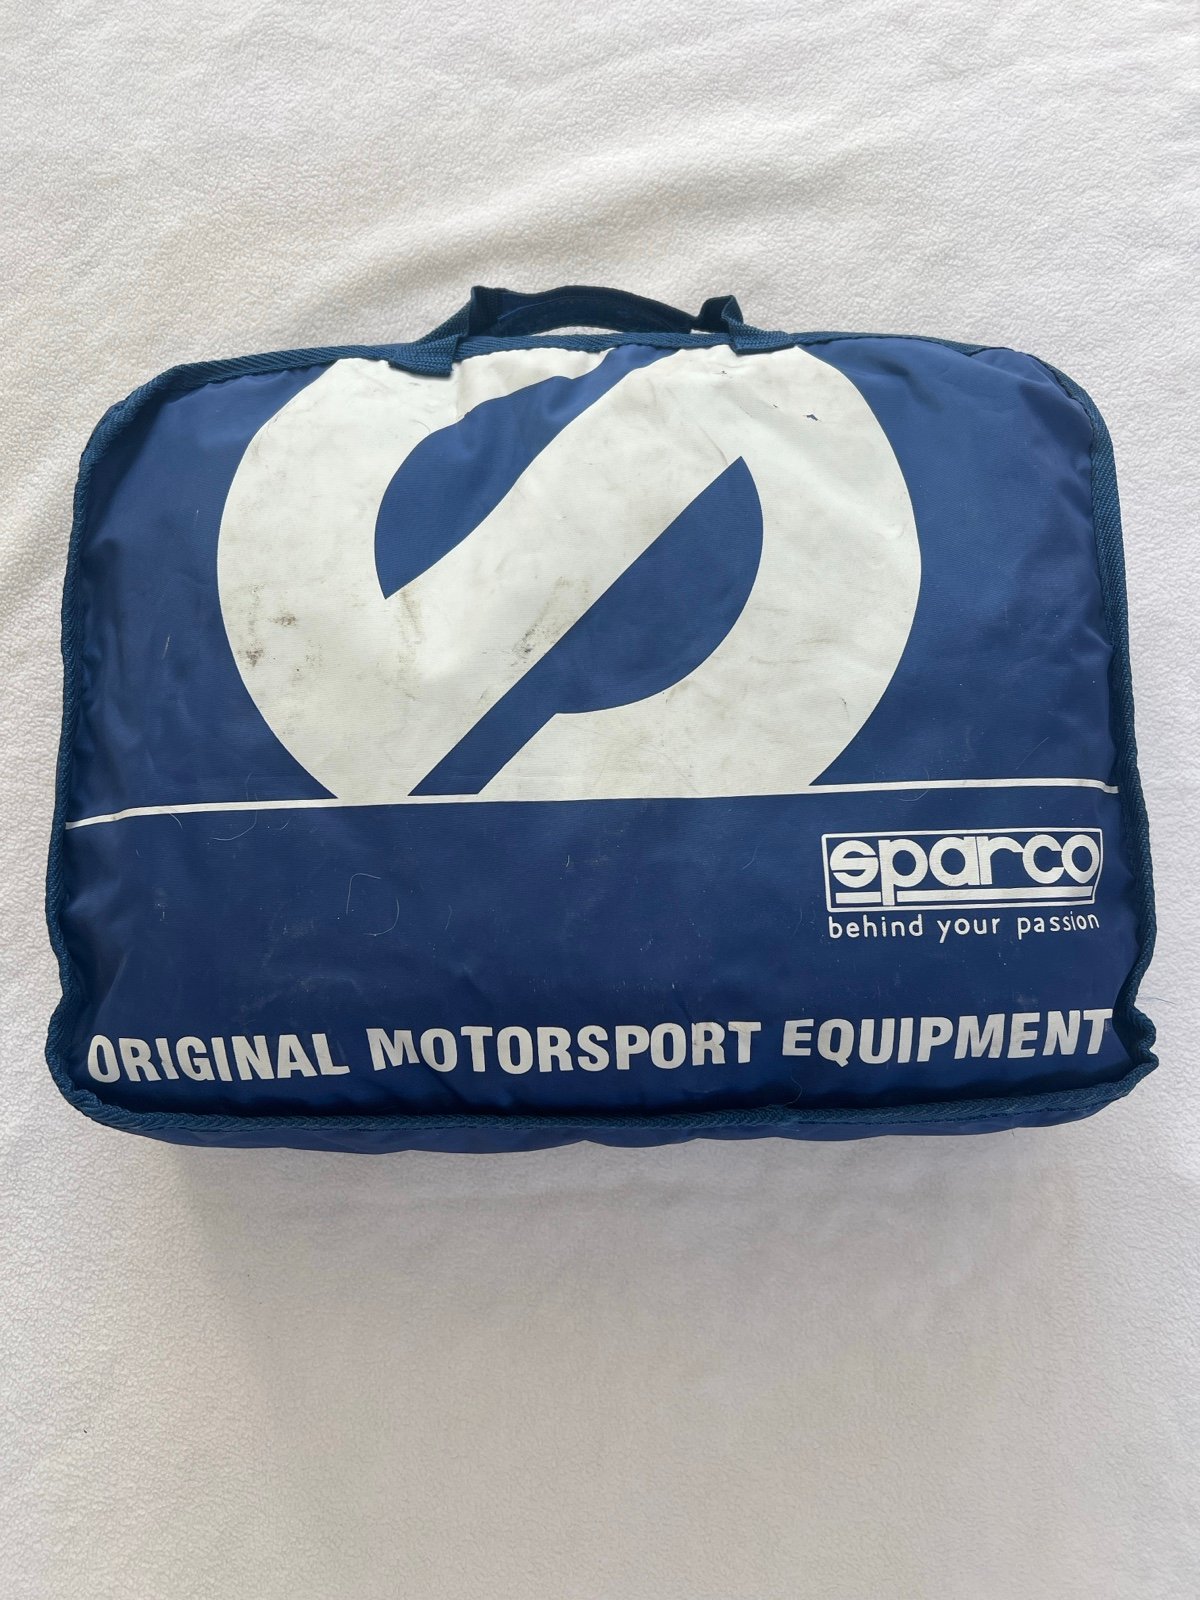 sparco
behind your passion
ORIGINAL MOTORSPORT EQUIPMENT